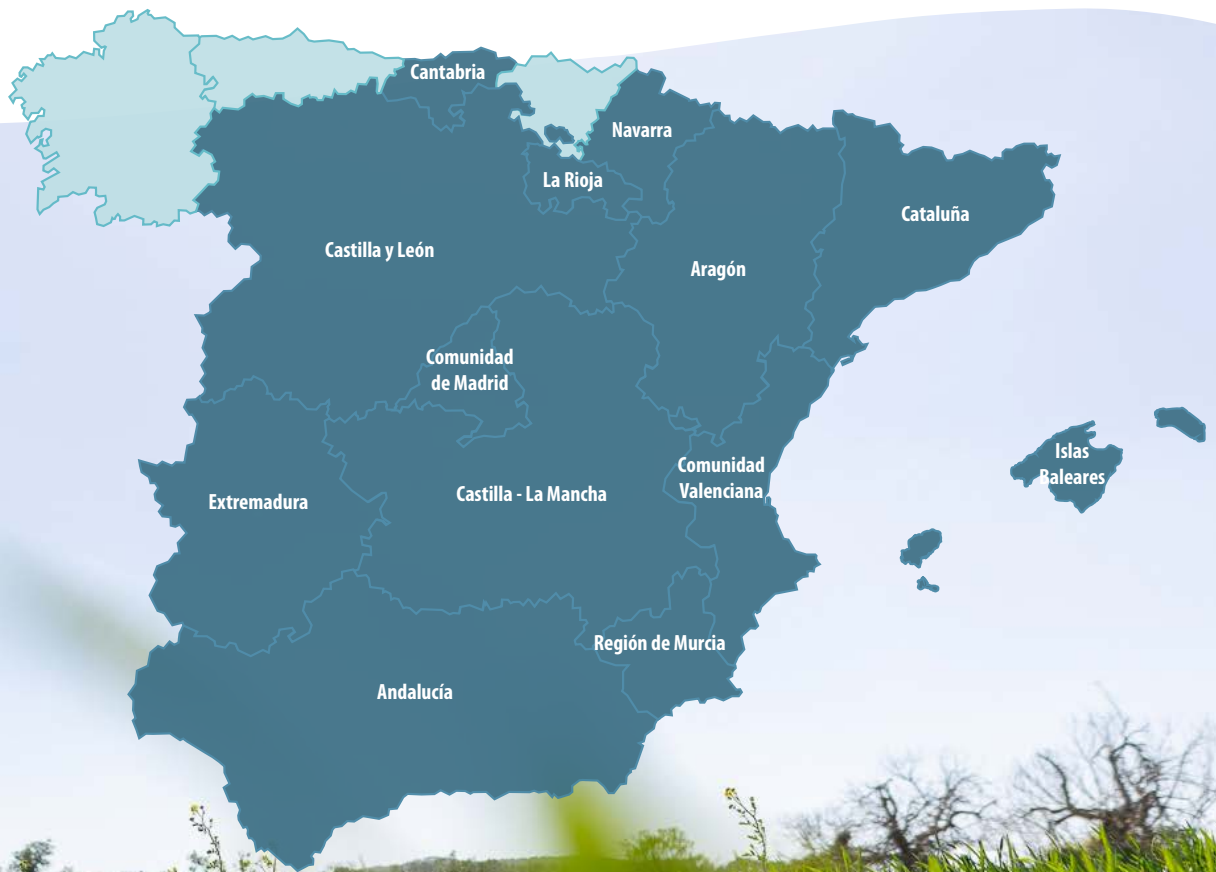 Cantabria
Navarra
La Rioja
Cataluña
Castilla y León
Aragón
Comunidad
de Madrid
Islas
Baleares
Comunidad
Valenciana
Extremadura
Castilla - La Mancha
Región de Murcia
Andalucía